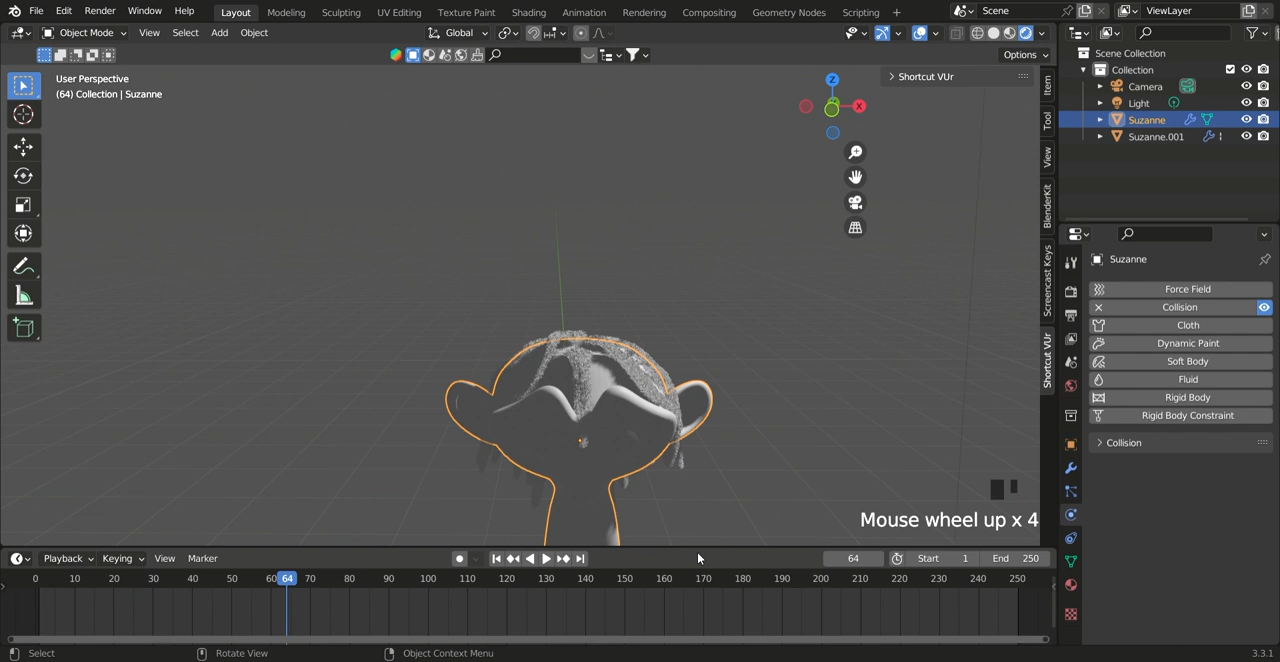 File Edit Render Window Help Layout Modeling Sculpting UV Editing Texture Paint Shading Animation Rendering Compositing Geometry Nodes Scripting + Scene ViewLayer
Object Mode View Select Add Object Global
Options
User Perspective
(64) Collection | Suzanne
Shortcut VUr
Z
X
Item
Tool
View
BlenderKit
Screencast Keys
Shortcut VUr
Mouse wheel up x 4
Scene Collection
Collection
Camera
Light
Suzanne
Suzanne.001
Suzanne
Force Field
Collision
Cloth
Dynamic Paint
Soft Body
Fluid
Rigid Body
Rigid Body Constraint
Collision
Playback Keying View Marker 64 Start 1 End 250
0 10 20 30 40 50 60 64 70 80 90 100 110 120 130 140 150 160 170 180 190 200 210 220 230 240 250
Select Rotate View Object Context Menu 3.3.1